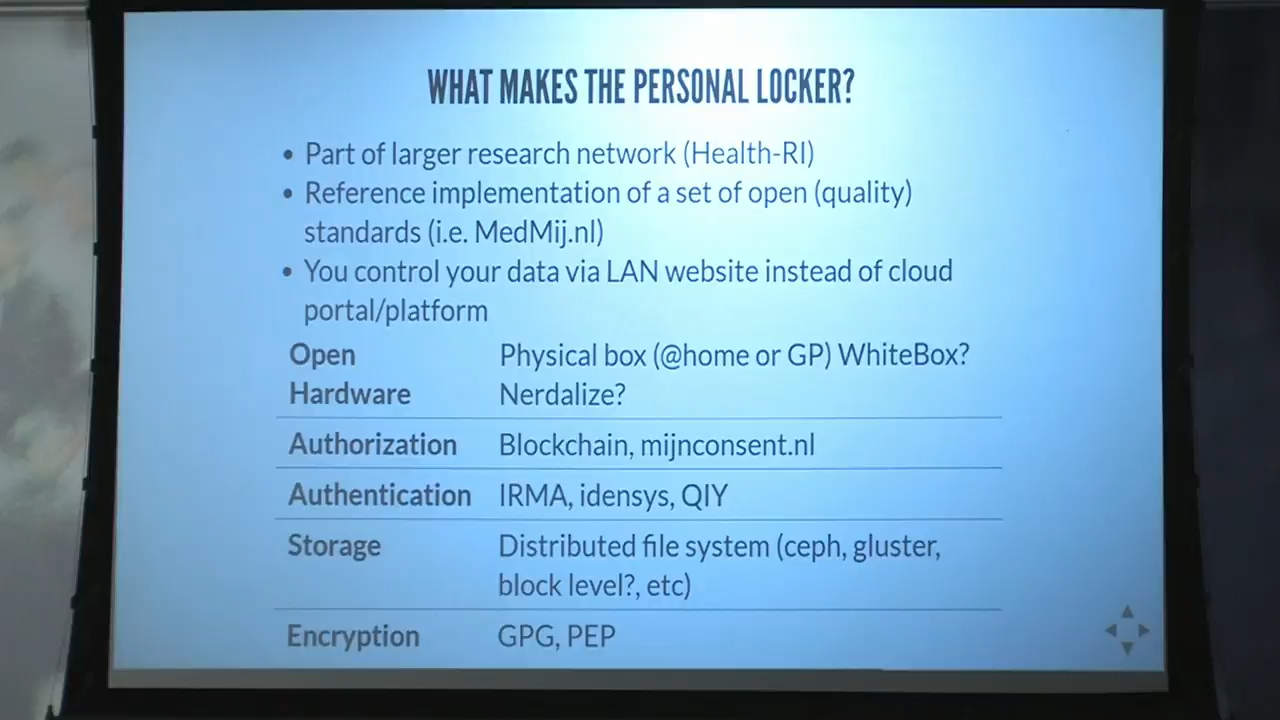 WHAT MAKES THE PERSONAL LOCKER?
• Part of larger research network (Health-RI)
• Reference implementation of a set of open (quality)
standards (i.e. MedMij.nl)
• You control your data via LAN website instead of cloud
portal/platform
Open Physical box (@home or GP) WhiteBox?
Hardware Nerdalize?
Authorization Blockchain, mijnconsent.nl
Authentication IRMA, idensys, QIY
Storage Distributed file system (ceph, gluster,
block level?, etc)
Encryption GPG, PEP